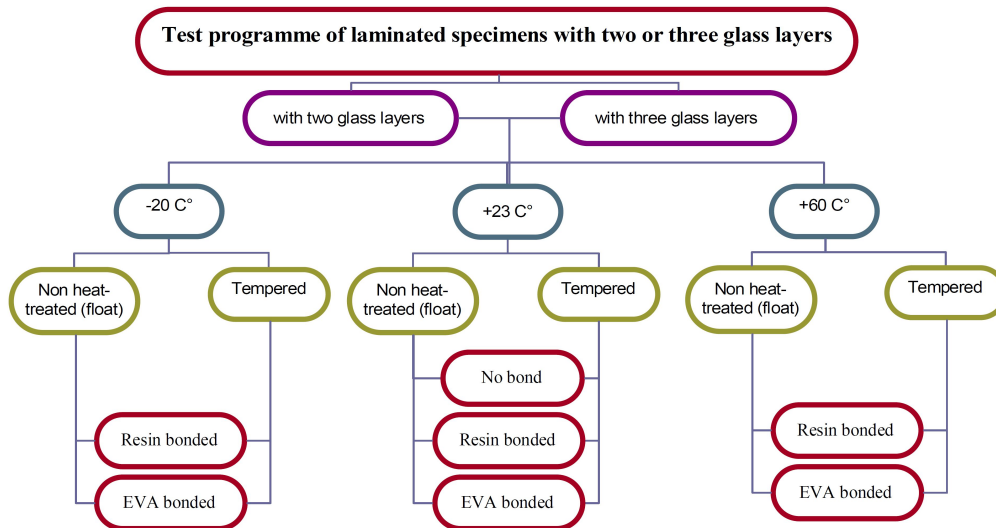 Test programme of laminated specimens with two or three glass layers
with two glass layers
with three glass layers
-20 C°
+23 C°
+60 C°
Non heat-
treated (float)
Tempered
Non heat-
treated (float)
Tempered
Non heat-
treated (float)
Tempered
No bond
Resin bonded
Resin bonded
Resin bonded
EVA bonded
EVA bonded
EVA bonded